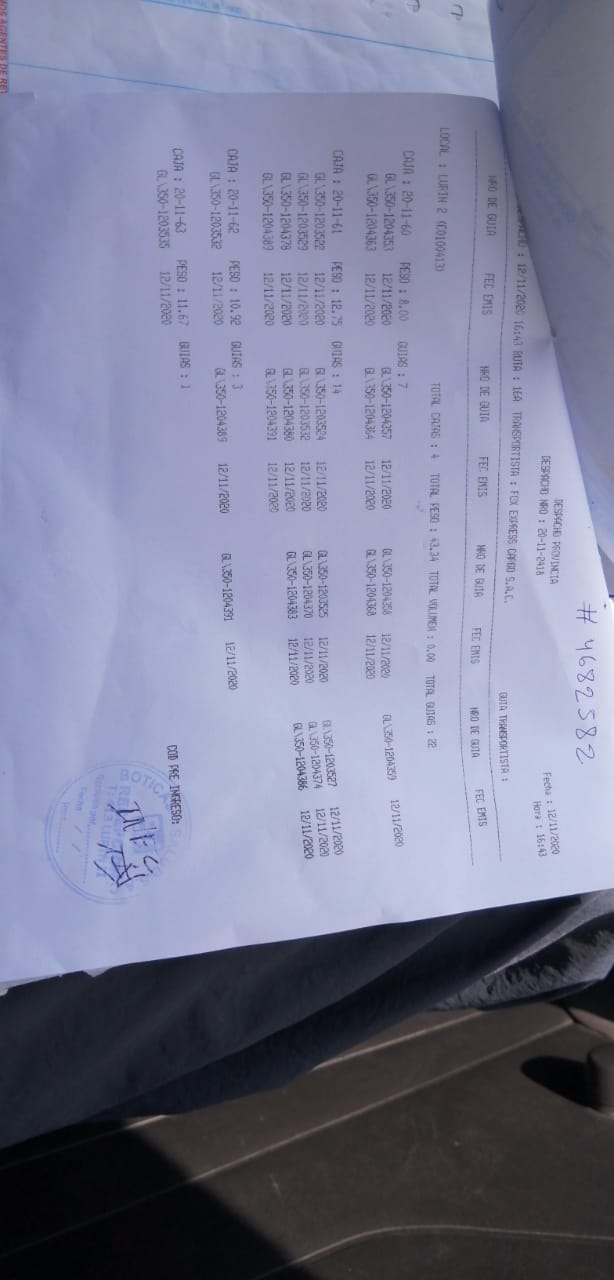 # 4682582
DESPACHO PROVINCIA
Fecha : 12/11/2020
DESPACHO NRO : 20-11-2418
Hora : 16:43
: 12/11/2020 16:43 RUTA : 16A TRANSPORTISTA : FOX EXPRESS CARGO S.A.C.
GUIA TRANSPORTISTA :
NRO DE GUIA FEC EMIS NRO DE GUIA FEC EMIS NRO DE GUIA FEC EMIS NRO DE GUIA FEC EMIS
LOCAL : LURIN 2 (C0100413) TOTAL CAJAS : 4 TOTAL PESO : 43.34 TOTAL VOLUMEN : 0.00 TOTAL GUIAS : 22
CAJA : 20-11-60 PESO : 8.00 GUIAS : 7
GL\350-1204353 12/11/2020 GL\350-1204357 12/11/2020 GL\350-1204358 12/11/2020 GL\350-1204359 12/11/2020
GL\350-1204363 12/11/2020 GL\350-1204364 12/11/2020 GL\350-1204368 12/11/2020
CAJA : 20-11-61 PESO : 12.75 GUIAS : 14
GL\350-1203522 12/11/2020 GL\350-1203524 12/11/2020 GL\350-1203525 12/11/2020 GL\350-1203527 12/11/2020
GL\350-1203529 12/11/2020 GL\350-1203532 12/11/2020 GL\350-1204370 12/11/2020 GL\350-1204374 12/11/2020
GL\350-1204378 12/11/2020 GL\350-1204380 12/11/2020 GL\350-1204383 12/11/2020 GL\350-1204386 12/11/2020
GL\350-1204389 12/11/2020 GL\350-1204391 12/11/2020
CAJA : 20-11-62 PESO : 10.92 GUIAS : 3
GL\350-1203532 12/11/2020 GL\350-1204389 12/11/2020 GL\350-1204391 12/11/2020
CAJA : 20-11-63 PESO : 11.67 GUIAS : 1
GL\350-1203535 12/11/2020
COD PRE INGRESO:
BOTICA